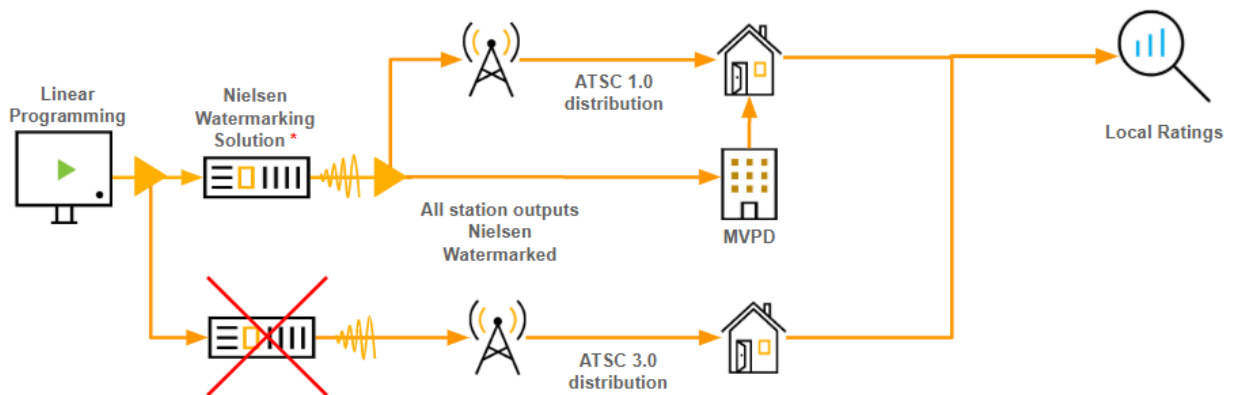 Linear
Programming
Nielsen
Watermarking
Solution *
ATSC 1.0
distribution
Local Ratings
All station outputs
Nielsen
Watermarked
MVPD
ATSC 3.0
distribution